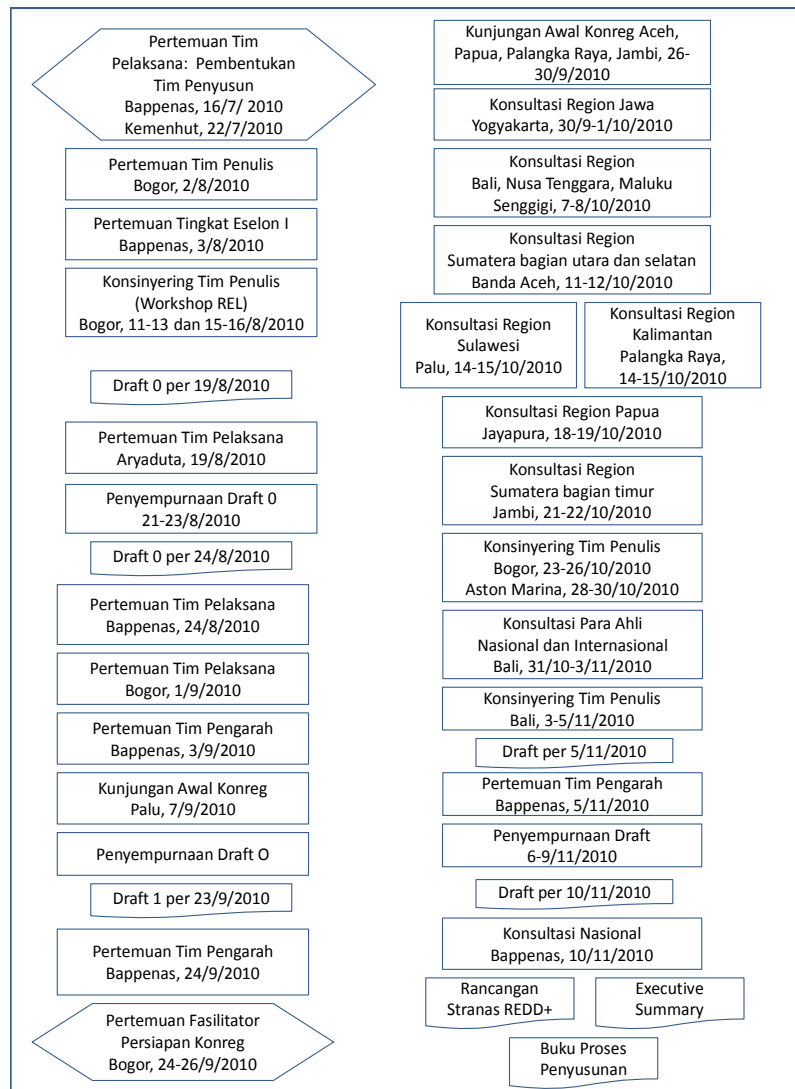 Pertemuan Tim
Pelaksana: Pembentukan
Tim Penyusun
Bappenas, 16/7/ 2010
Kemenhut, 22/7/2010
Pertemuan Tim Penulis
Bogor, 2/8/2010
Pertemuan Tingkat Eselon I
Bappenas, 3/8/2010
Konsinyering Tim Penulis
(Workshop REL)
Bogor, 11-13 dan 15-16/8/2010
Draft 0 per 19/8/2010
Pertemuan Tim Pelaksana
Aryaduta, 19/8/2010
Penyempurnaan Draft 0
21-23/8/2010
Draft 0 per 24/8/2010
Pertemuan Tim Pelaksana
Bappenas, 24/8/2010
Pertemuan Tim Pelaksana
Bogor, 1/9/2010
Pertemuan Tim Pengarah
Bappenas, 3/9/2010
Kunjungan Awal Konreg
Palu, 7/9/2010
Penyempurnaan Draft O
Draft 1 per 23/9/2010
Pertemuan Tim Pengarah
Bappenas, 24/9/2010
Pertemuan Fasilitator
Persiapan Konreg
Bogor, 24-26/9/2010
Kunjungan Awal Konreg Aceh,
Papua, Palangka Raya, Jambi, 26-
30/9/2010
Konsultasi Region Jawa
Yogyakarta, 30/9-1/10/2010
Konsultasi Region
Bali, Nusa Tenggara, Maluku
Senggigi, 7-8/10/2010
Konsultasi Region
Sumatera bagian utara dan selatan
Banda Aceh, 11-12/10/2010
Konsultasi Region
Sulawesi
Palu, 14-15/10/2010
Konsultasi Region
Kalimantan
Palangka Raya,
14-15/10/2010
Konsultasi Region Papua
Jayapura, 18-19/10/2010
Konsultasi Region
Sumatera bagian timur
Jambi, 21-22/10/2010
Konsinyering Tim Penulis
Bogor, 23-26/10/2010
Aston Marina, 28-30/10/2010
Konsultasi Para Ahli
Nasional dan Internasional
Bali, 31/10-3/11/2010
Konsinyering Tim Penulis
Bali, 3-5/11/2010
Draft per 5/11/2010
Pertemuan Tim Pengarah
Bappenas, 5/11/2010
Penyempurnaan Draft
6-9/11/2010
Draft per 10/11/2010
Konsultasi Nasional
Bappenas, 10/11/2010
Rancangan
Stranas REDD+
Executive
Summary
Buku Proses
Penyusunan